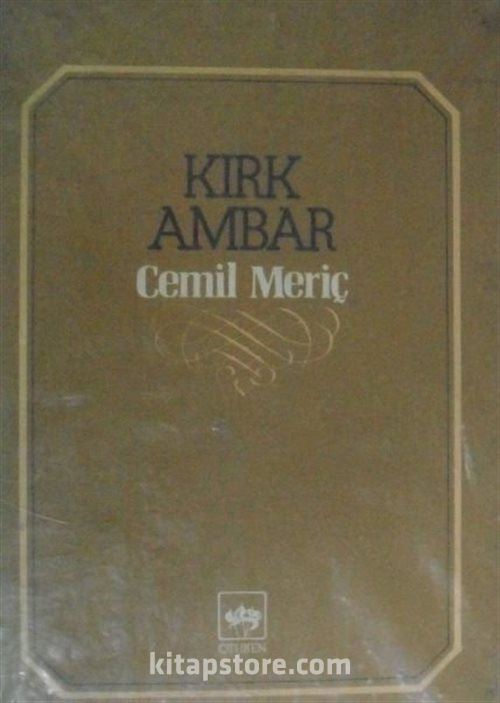 KIRK
AMBAR
Cemil Meriç
ÖTÜKEN
kitapstore.com